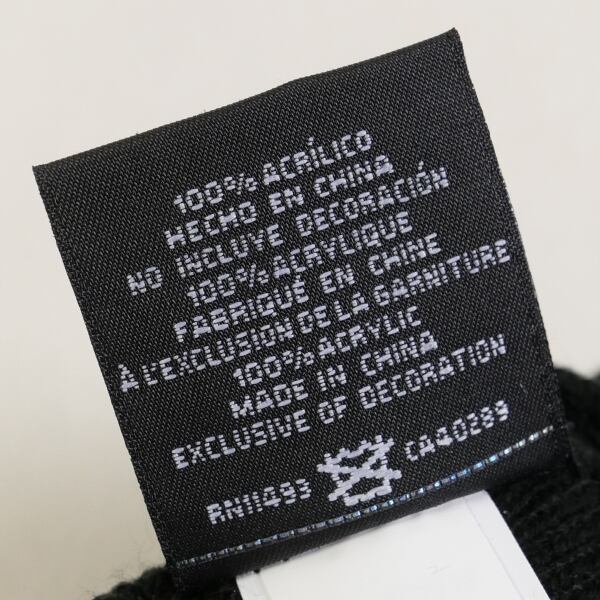 100% ACRÍLICO
HECHO EN CHINA
NO INCLUYE DECORACIÓN
100% ACRYLIQUE
FABRIQUÉ EN CHINE
À L'EXCLUSION DE LA GARNITURE
100% ACRYLIC
MADE IN CHINA
EXCLUSIVE OF DECORATION
RN11493 CA40289